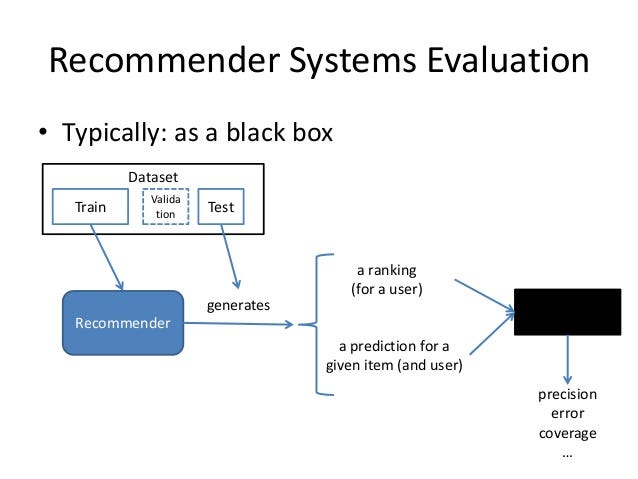 Recommender Systems Evaluation
• Typically: as a black box
Dataset
Train
Valida
tion
Test
a ranking
(for a user)
generates
Recommender
a prediction for a
given item (and user)
precision
error
coverage
…